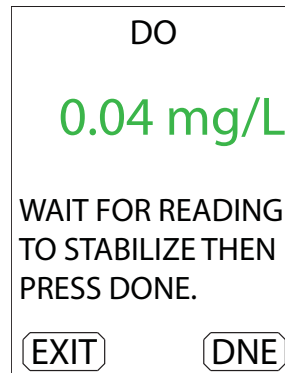 DO
0.04 mg/L
WAIT FOR READING
TO STABILIZE THEN
PRESS DONE.
EXIT DNE